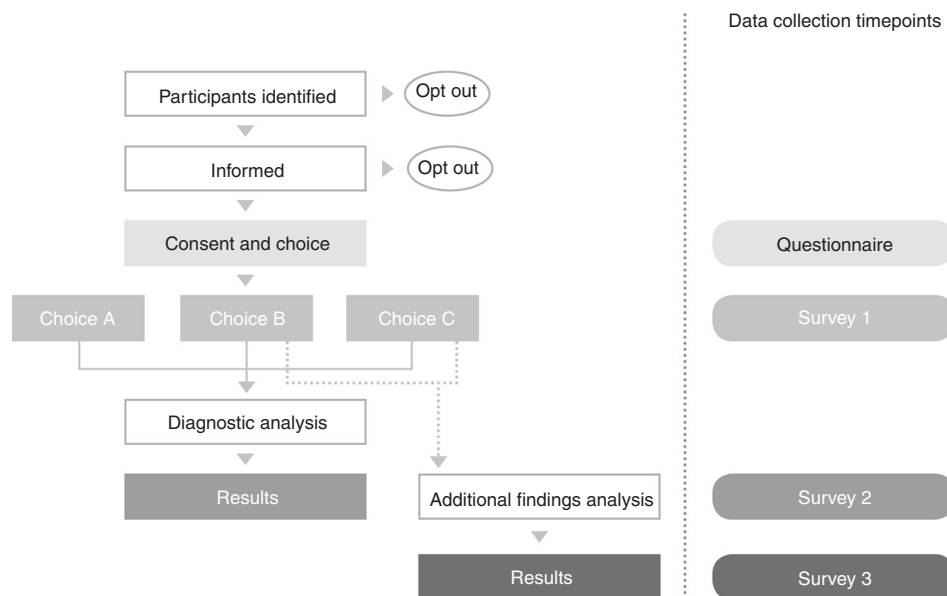 Data collection timepoints
Participants identified
Opt out
Informed
Opt out
Consent and choice
Questionnaire
Choice A
Choice B
Choice C
Survey 1
Diagnostic analysis
Results
Additional findings analysis
Survey 2
Results
Survey 3